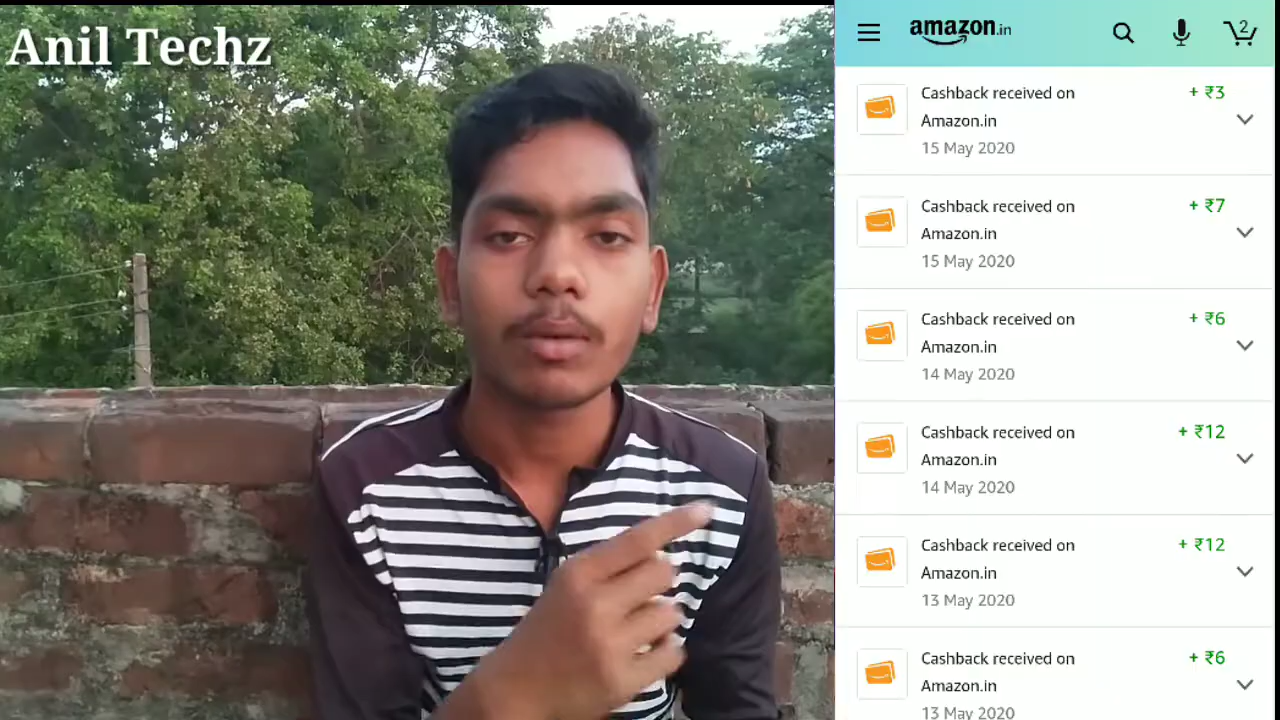 Anil Techz
amazon.in
2
Cashback received on
Amazon.in
+ ₹3
15 May 2020
Cashback received on
Amazon.in
+ ₹7
15 May 2020
Cashback received on
Amazon.in
+ ₹6
14 May 2020
Cashback received on
Amazon.in
+ ₹12
14 May 2020
Cashback received on
Amazon.in
+ ₹12
13 May 2020
Cashback received on
Amazon.in
+ ₹6
13 May 2020